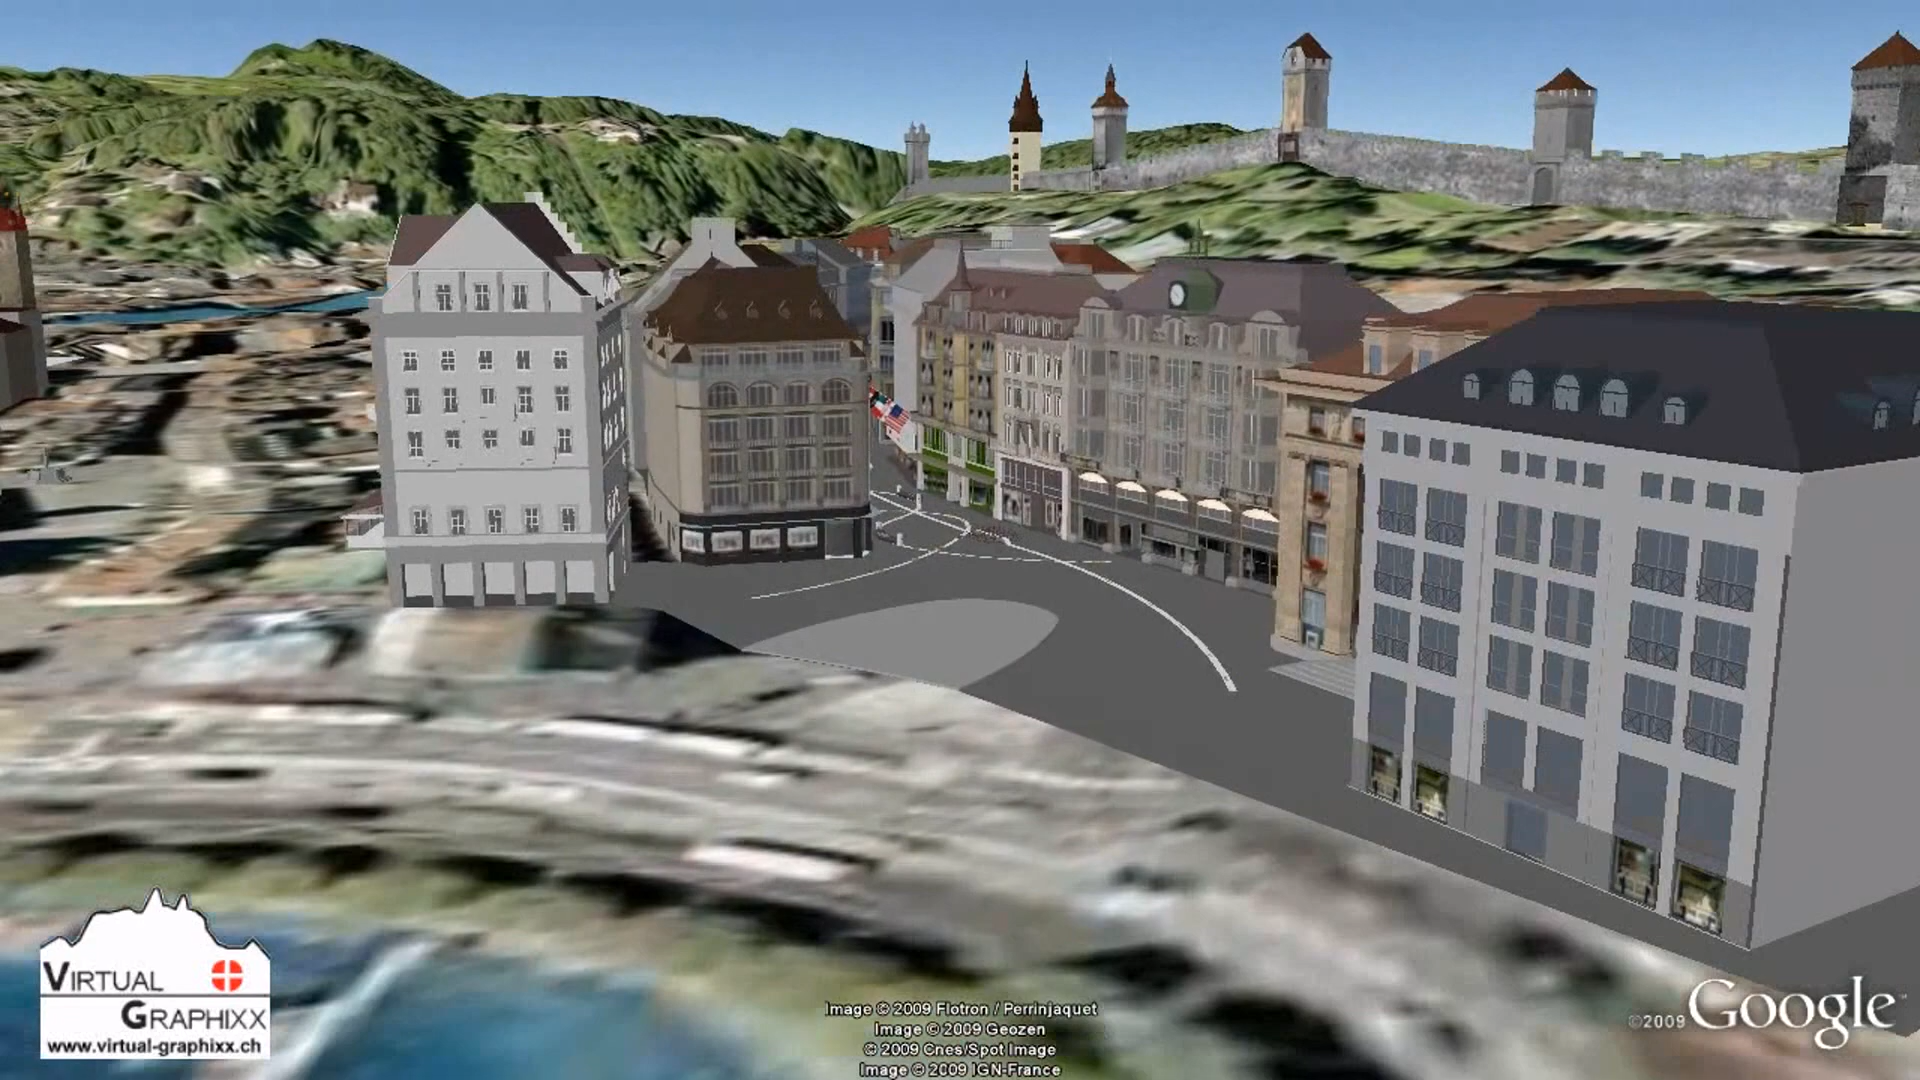 VIRTUAL
GRAPHIXX
www.virtual-graphixx.ch
Image © 2009 Flotron / Perrinjaquet
Image © 2009 Geozen
© 2009 Cnes/Spot Image
Image © 2009 IGN-France
©2009 Google™